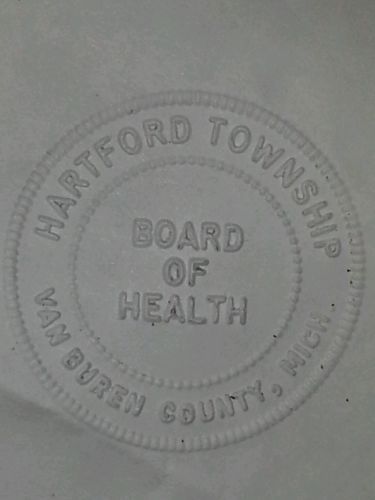 HARTFORD TOWNSHIP
BOARD
OF
HEALTH
VAN BUREN COUNTY, MICH.